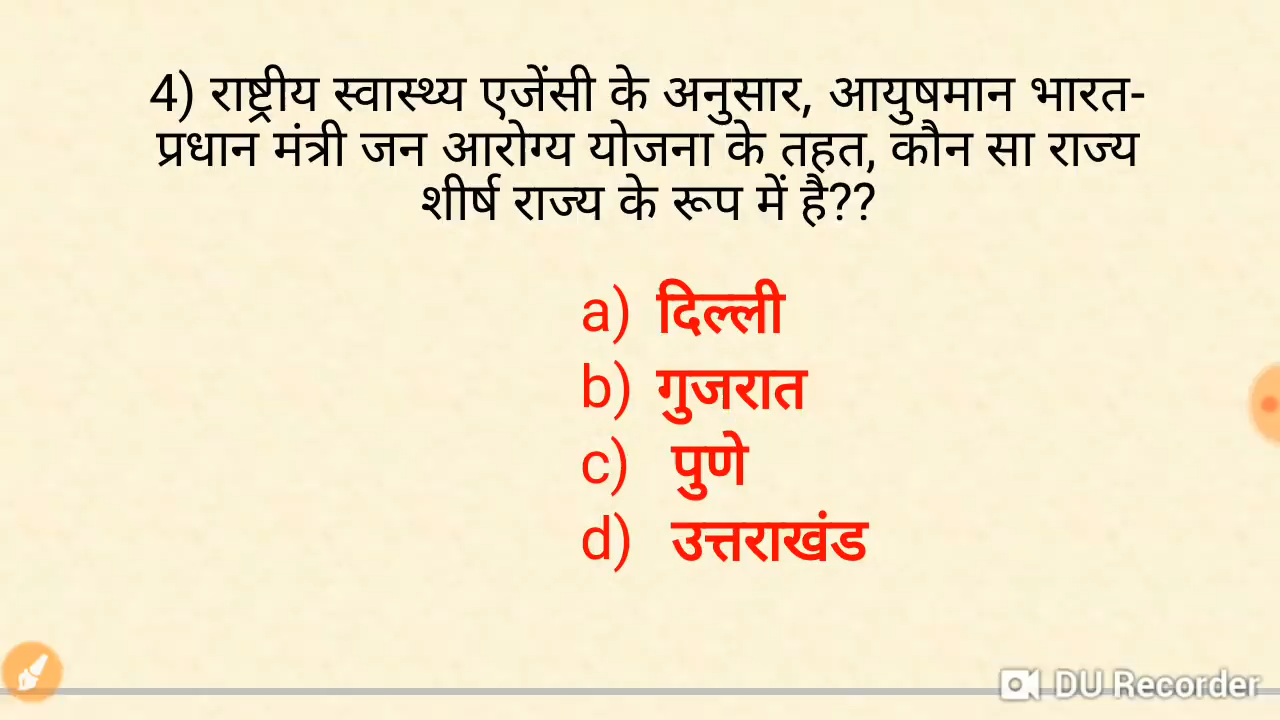 4) राष्ट्रीय स्वास्थ्य एजेंसी के अनुसार, आयुषमान भारत-
प्रधान मंत्री जन आरोग्य योजना के तहत, कौन सा राज्य
शीर्ष राज्य के रूप में है??
a) दिल्ली
b) गुजरात
c) पुणे
d) उत्तराखंड
DU Recorder